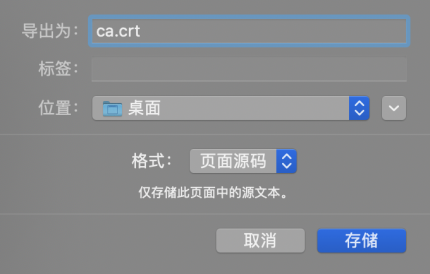 导出为: ca.crt
标签:
位置: 桌面
格式: 页面源码
仅存储此页面中的源文本。
取消 存储